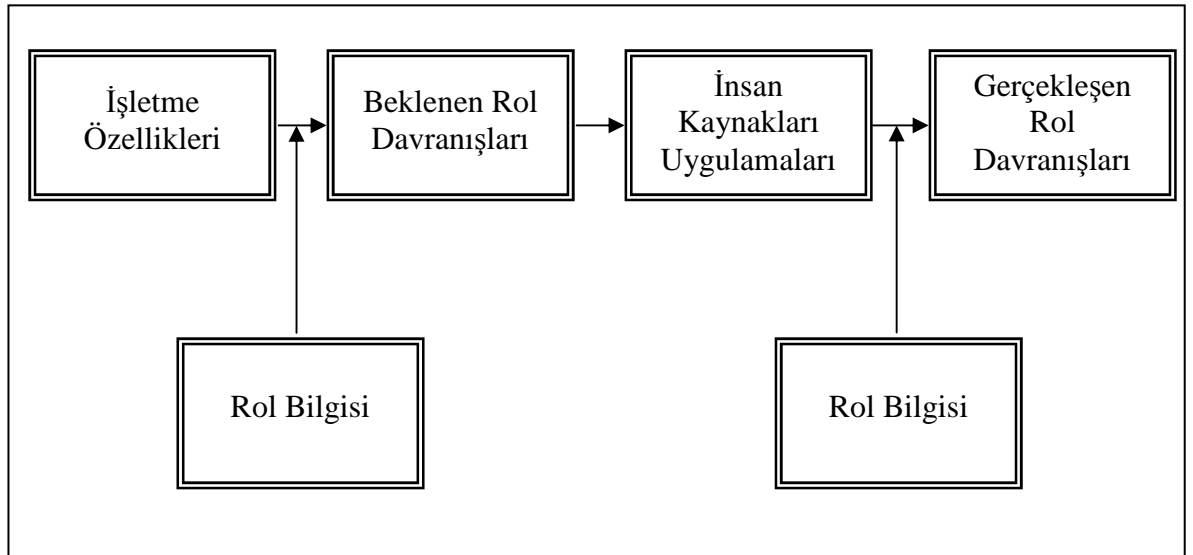 İşletme
Özellikleri
Beklenen Rol
Davranışları
İnsan
Kaynakları
Uygulamaları
Gerçekleşen
Rol
Davranışları
Rol Bilgisi
Rol Bilgisi